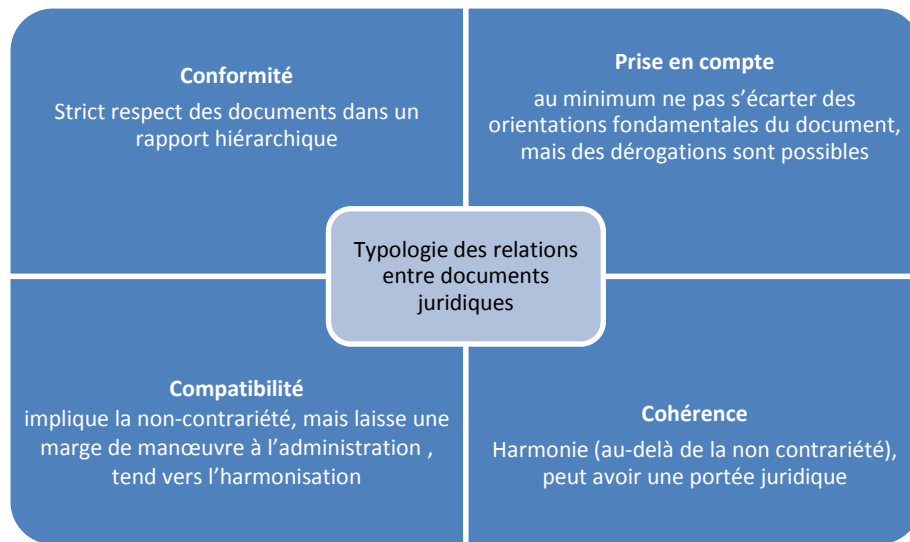 Conformité
Strict respect des documents dans un
rapport hiérarchique
Prise en compte
au minimum ne pas s’écarter des
orientations fondamentales du document,
mais des dérogations sont possibles
Typologie des relations
entre documents
juridiques
Compatibilité
implique la non-contrariété, mais laisse une
marge de manœuvre à l’administration ,
tend vers l’harmonisation
Cohérence
Harmonie (au-delà de la non contrariété),
peut avoir une portée juridique